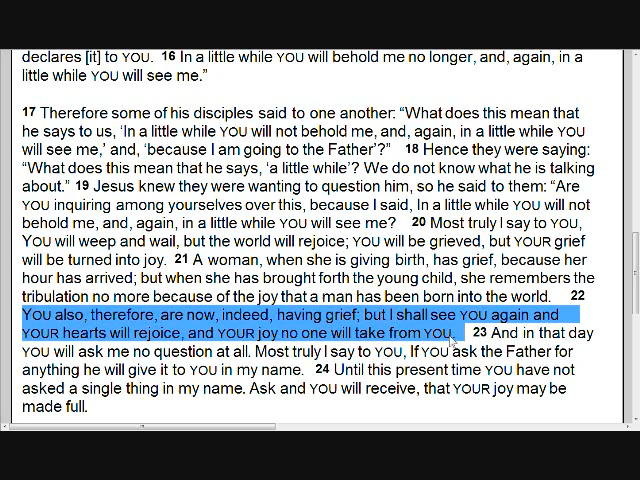 declares [it] to YOU. 16 In a little while YOU will behold me no longer, and, again, in a
little while YOU will see me.”
17 Therefore some of his disciples said to one another: “What does this mean that
he says to us, ‘In a little while YOU will not behold me, and, again, in a little while YOU
will see me,’ and, ‘because I am going to the Father’?” 18 Hence they were saying:
“What does this mean that he says, ‘a little while’? We do not know what he is talking
about.” 19 Jesus knew they were wanting to question him, so he said to them: “Are
YOU inquiring among yourselves over this, because I said, In a little while YOU will not
behold me, and, again, in a little while YOU will see me? 20 Most truly I say to YOU,
YOU will weep and wail, but the world will rejoice; YOU will be grieved, but YOUR grief
will be turned into joy. 21 A woman, when she is giving birth, has grief, because her
hour has arrived; but when she has brought forth the young child, she remembers the
tribulation no more because of the joy that a man has been born into the world. 22
YOU also, therefore, are now, indeed, having grief; but I shall see YOU again and
YOUR hearts will rejoice, and YOUR joy no one will take from YOU. 23 And in that day
YOU will ask me no question at all. Most truly I say to YOU, If YOU ask the Father for
anything he will give it to YOU in my name. 24 Until this present time YOU have not
asked a single thing in my name. Ask and YOU will receive, that YOUR joy may be
made full.